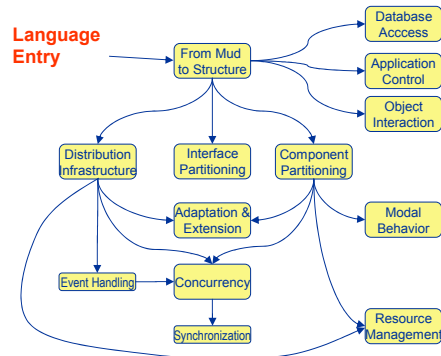 Language
Entry
From Mud
to Structure
Database
Acccess
Application
Control
Object
Interaction
Distribution
Infrastructure
Interface
Partitioning
Component
Partitioning
Adaptation &
Extension
Modal
Behavior
Event Handling
Concurrency
Synchronization
Resource
Management